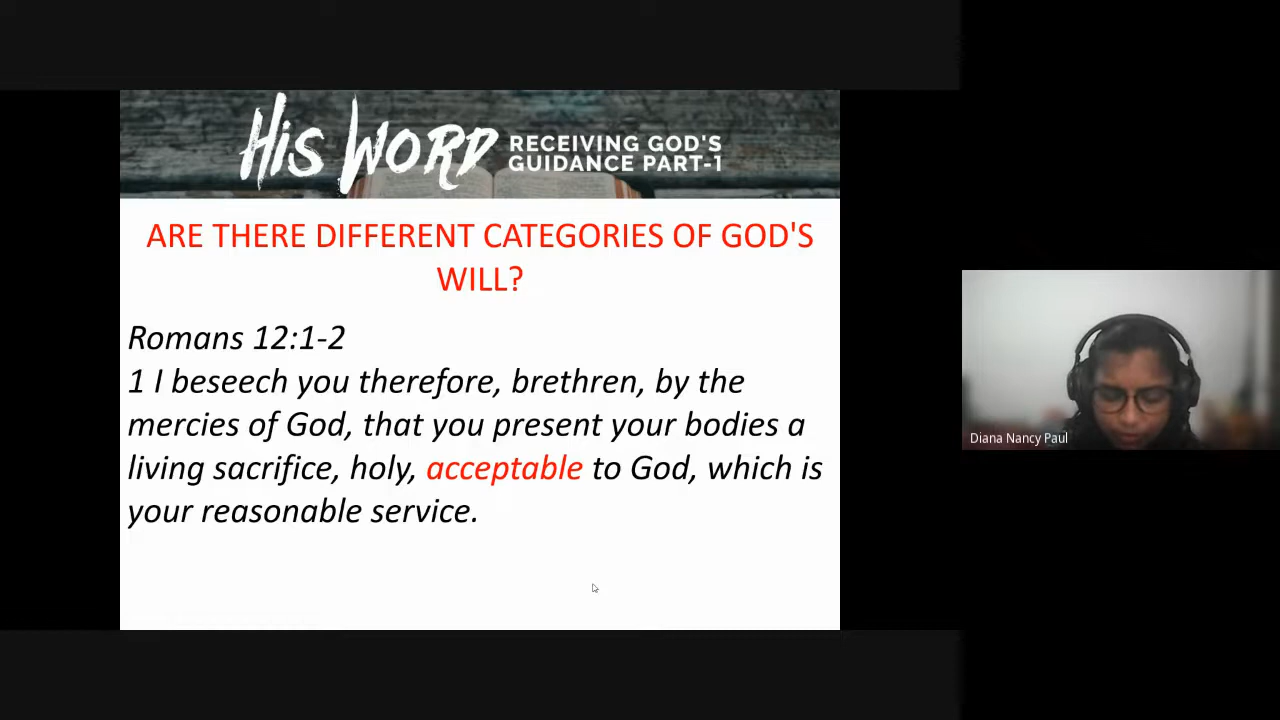 HIS WORD RECEIVING GOD'S
GUIDANCE PART-1
ARE THERE DIFFERENT CATEGORIES OF GOD'S
WILL?
Romans 12:1-2
1 I beseech you therefore, brethren, by the
mercies of God, that you present your bodies a
living sacrifice, holy, acceptable to God, which is
your reasonable service.
Diana Nancy Paul